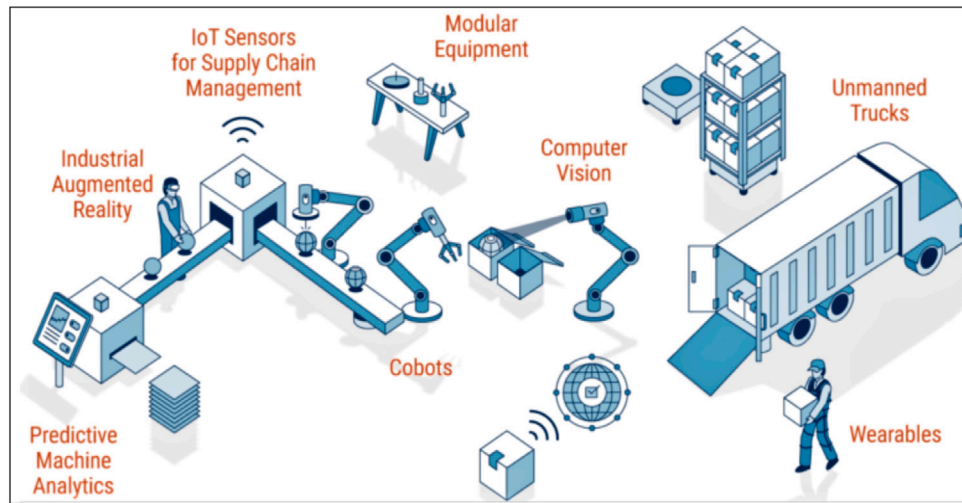 IoT Sensors
for Supply Chain
Management
Modular
Equipment
Unmanned
Trucks
Industrial
Augmented
Reality
Computer
Vision
Cobots
Predictive
Machine
Analytics
Wearables